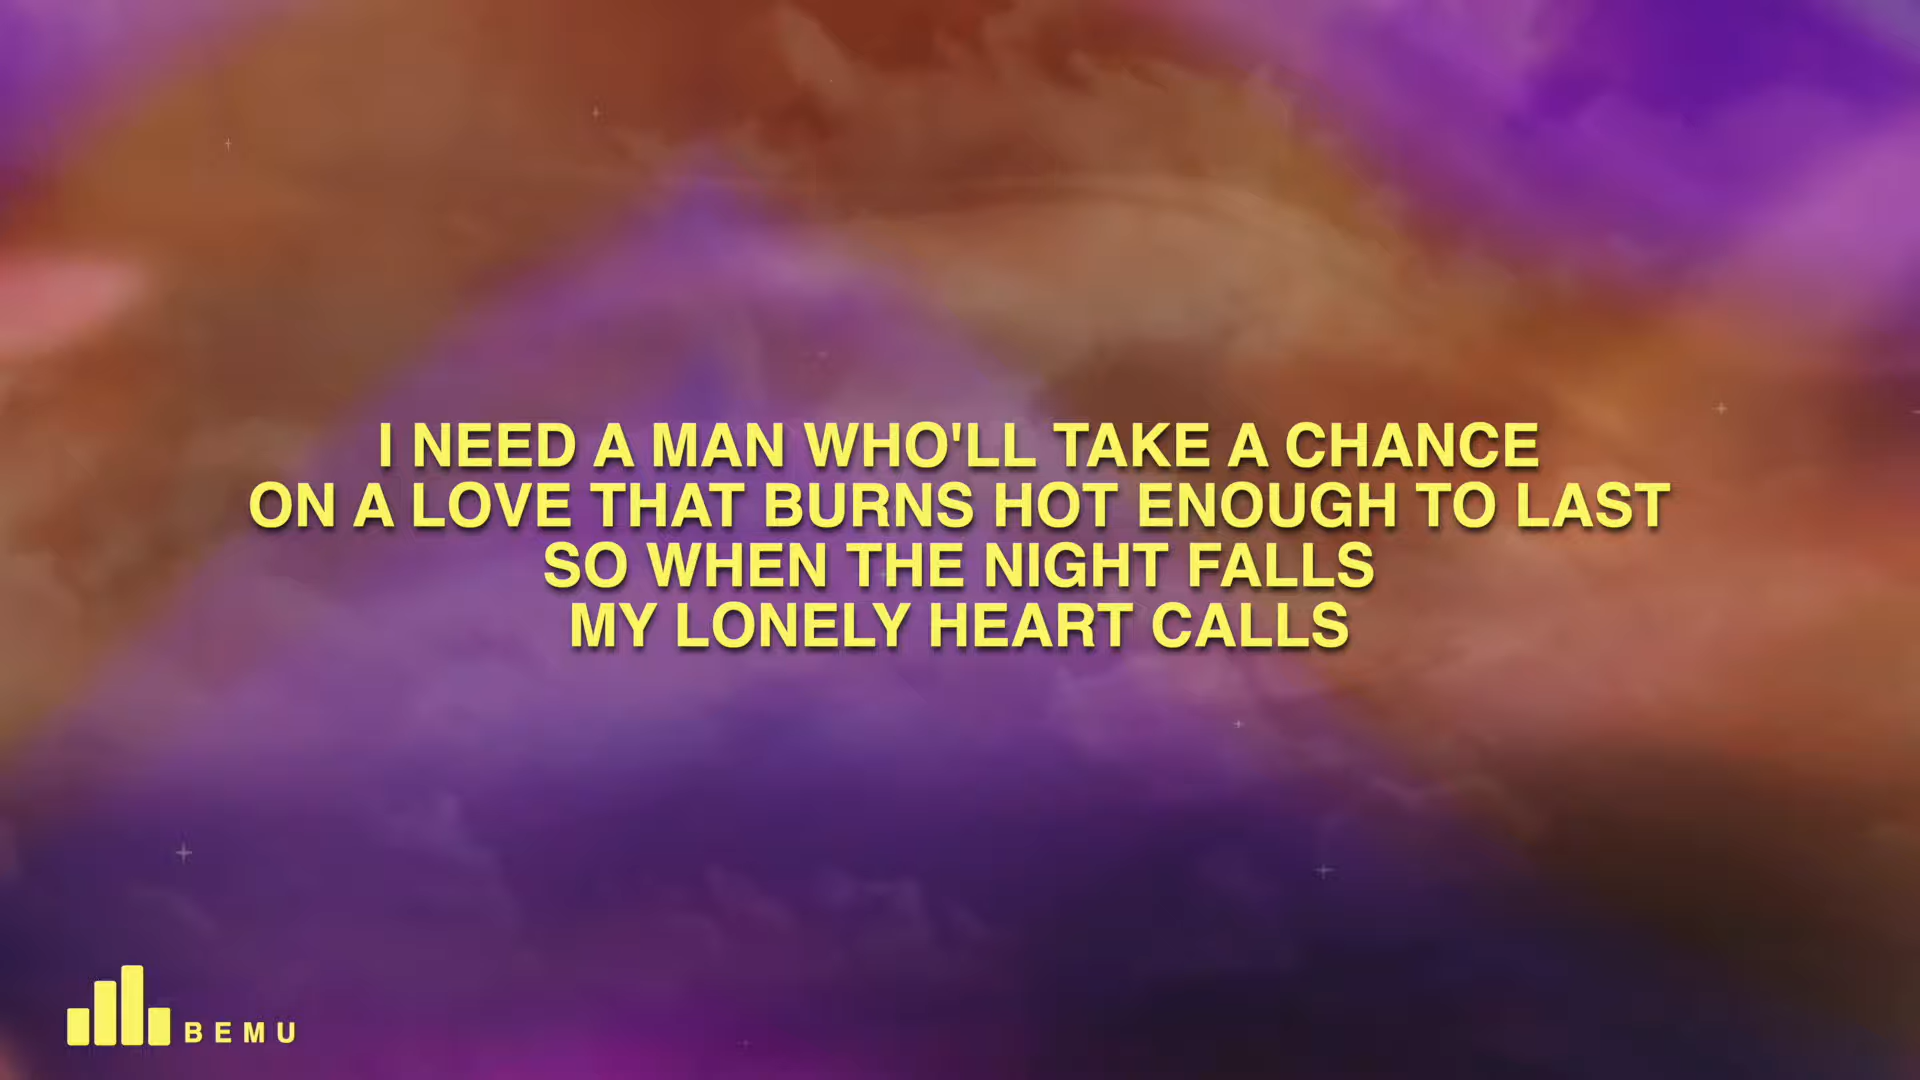 I NEED A MAN WHO'LL TAKE A CHANCE
ON A LOVE THAT BURNS HOT ENOUGH TO LAST
SO WHEN THE NIGHT FALLS
MY LONELY HEART CALLS
BEMU